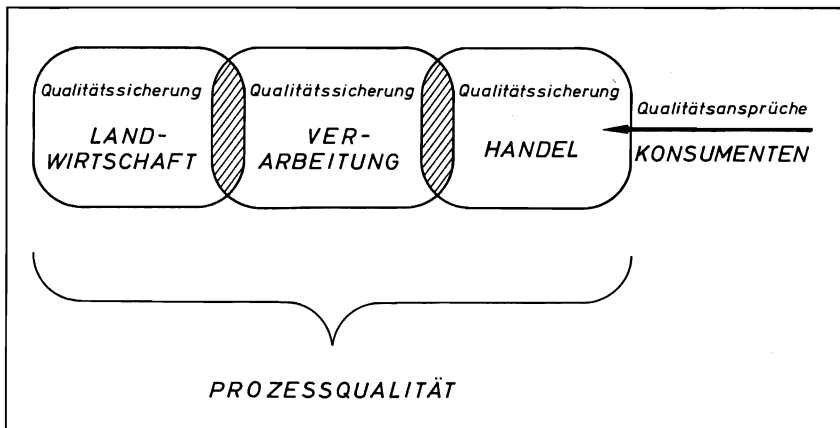 Qualitätssicherung
LAND-
WIRTSCHAFT
Qualitätssicherung
VER-
ARBEITUNG
Qualitätssicherung
HANDEL
Qualitätsansprüche
KONSUMENTEN
PROZESSQUALITÄT